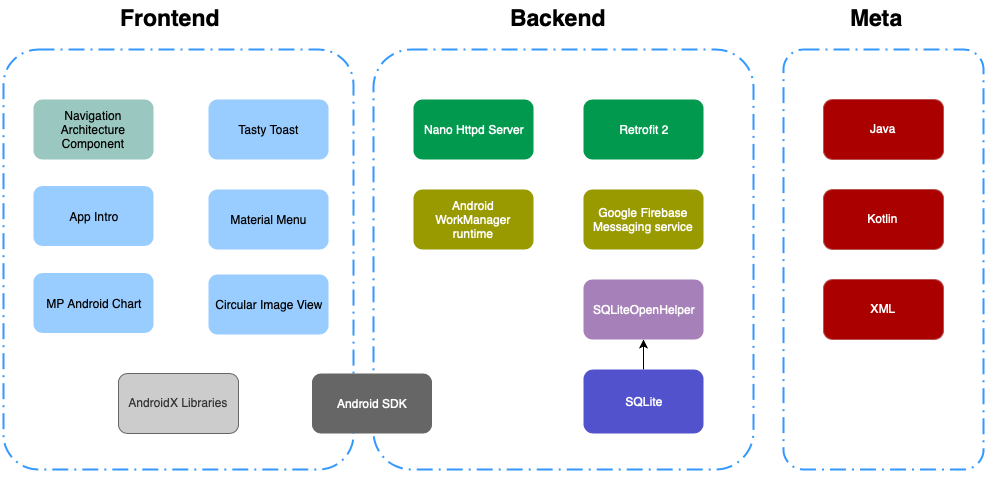 Frontend
Backend
Meta
Navigation
Architecture
Component
Tasty Toast
App Intro
Material Menu
MP Android Chart
Circular Image View
AndroidX Libraries
Android SDK
Nano Httpd Server
Retrofit 2
Android
WorkManager
runtime
Google Firebase
Messaging service
SQLiteOpenHelper
SQLite
Java
Kotlin
XML